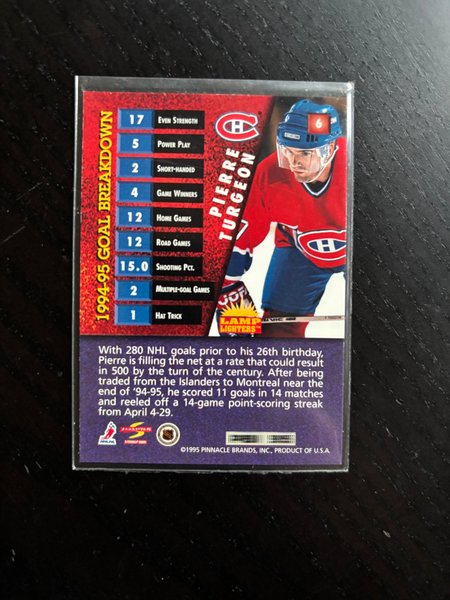 1994-95 GOAL BREAKDOWN
17 EVEN STRENGTH
5 POWER PLAY
2 SHORT-HANDED
4 GAME WINNERS
12 HOME GAMES
12 ROAD GAMES
15.0 SHOOTING PCT.
2 MULTIPLE-GOAL GAMES
1 HAT TRICK
PIERRE
TURGEON
6
LAMP
LIGHTERS™
With 280 NHL goals prior to his 26th birthday,
Pierre is filling the net at a rate that could result
in 500 by the turn of the century. After being
traded from the Islanders to Montreal near the
end of '94-95, he scored 11 goals in 14 matches
and reeled off a 14-game point-scoring streak
from April 4-29.
NHLPA
©1995 PINNACLE BRANDS, INC., PRODUCT OF U.S.A.